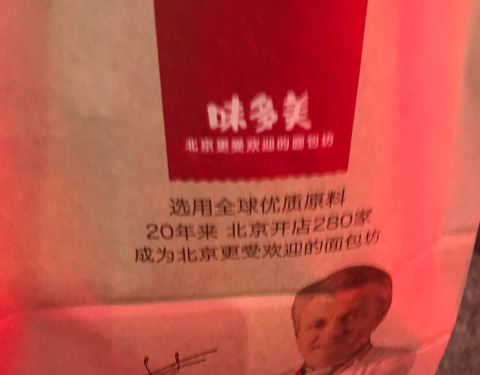 味多美
北京更受欢迎的面包坊
选用全球优质原料
20年来 北京开店280家
成为北京更受欢迎的面包坊